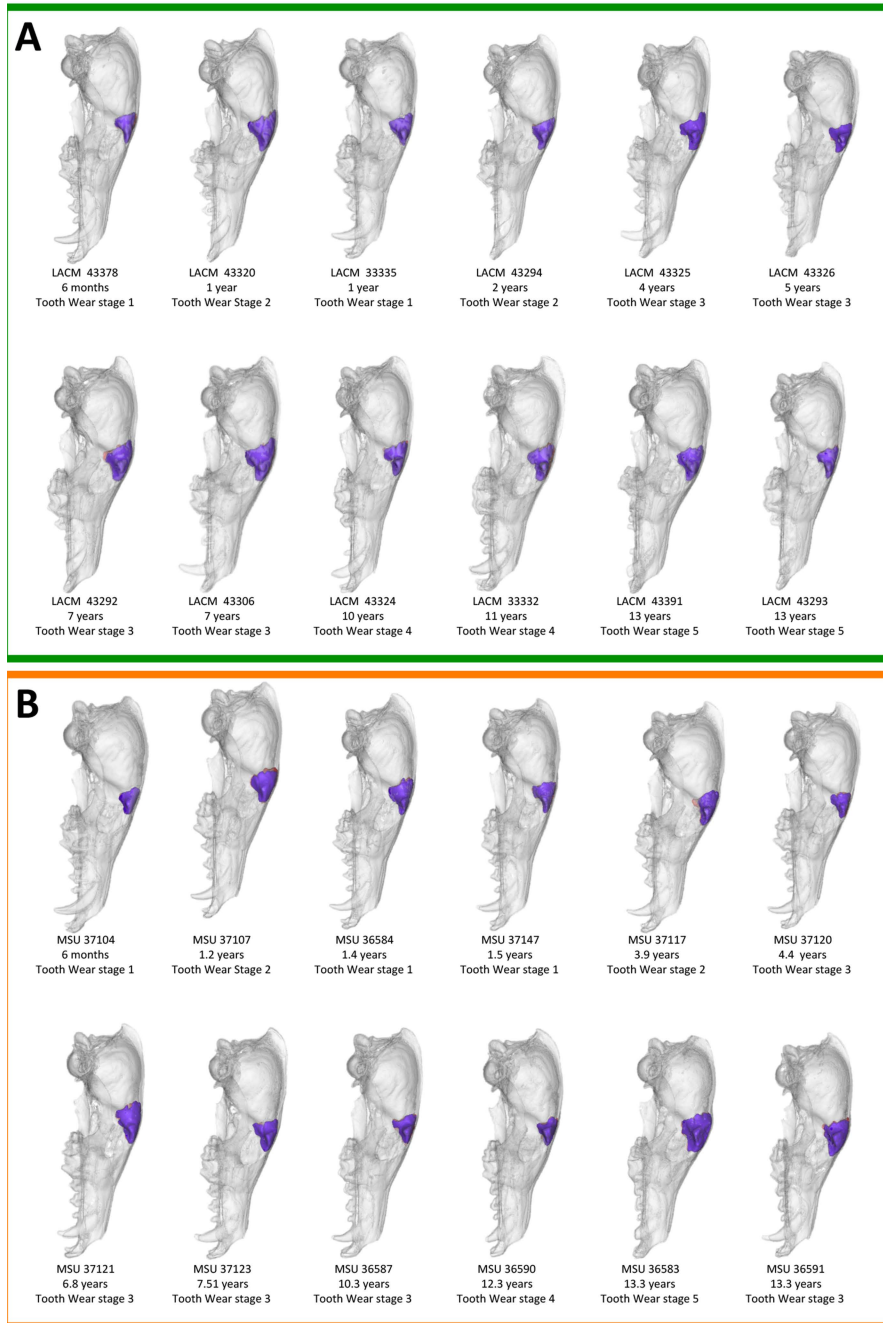 A
LACM 43378
6 months
Tooth Wear stage 1
LACM 43320
1 year
Tooth Wear Stage 2
LACM 33335
1 year
Tooth Wear stage 1
LACM 43294
2 years
Tooth Wear stage 2
LACM 43325
4 years
Tooth Wear stage 3
LACM 43326
5 years
Tooth Wear stage 3
LACM 43292
7 years
Tooth Wear stage 3
LACM 43306
7 years
Tooth Wear stage 3
LACM 43324
10 years
Tooth Wear stage 4
LACM 33332
11 years
Tooth Wear stage 4
LACM 43391
13 years
Tooth Wear stage 5
LACM 43293
13 years
Tooth Wear stage 5
B
MSU 37104
6 months
Tooth Wear stage 1
MSU 37107
1.2 years
Tooth Wear Stage 2
MSU 36584
1.4 years
Tooth Wear stage 1
MSU 37147
1.5 years
Tooth Wear stage 1
MSU 37117
3.9 years
Tooth Wear stage 2
MSU 37120
4.4 years
Tooth Wear stage 3
MSU 37121
6.8 years
Tooth Wear stage 3
MSU 37123
7.51 years
Tooth Wear stage 3
MSU 36587
10.3 years
Tooth Wear stage 3
MSU 36590
12.3 years
Tooth Wear stage 4
MSU 36583
13.3 years
Tooth Wear stage 5
MSU 36591
13.3 years
Tooth Wear stage 3